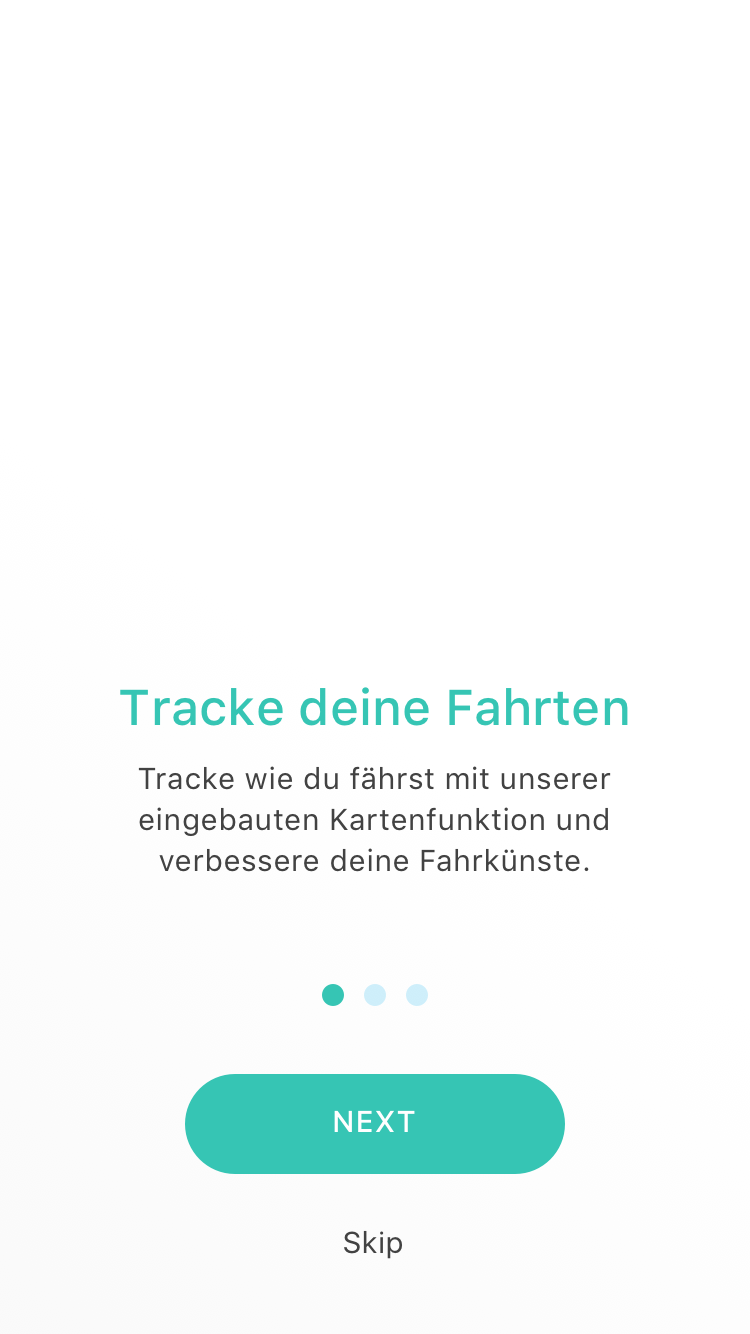 Tracke deine Fahrten
Tracke wie du fährst mit unserer
eingebauten Kartenfunktion und
verbessere deine Fahrkünste.
NEXT
Skip